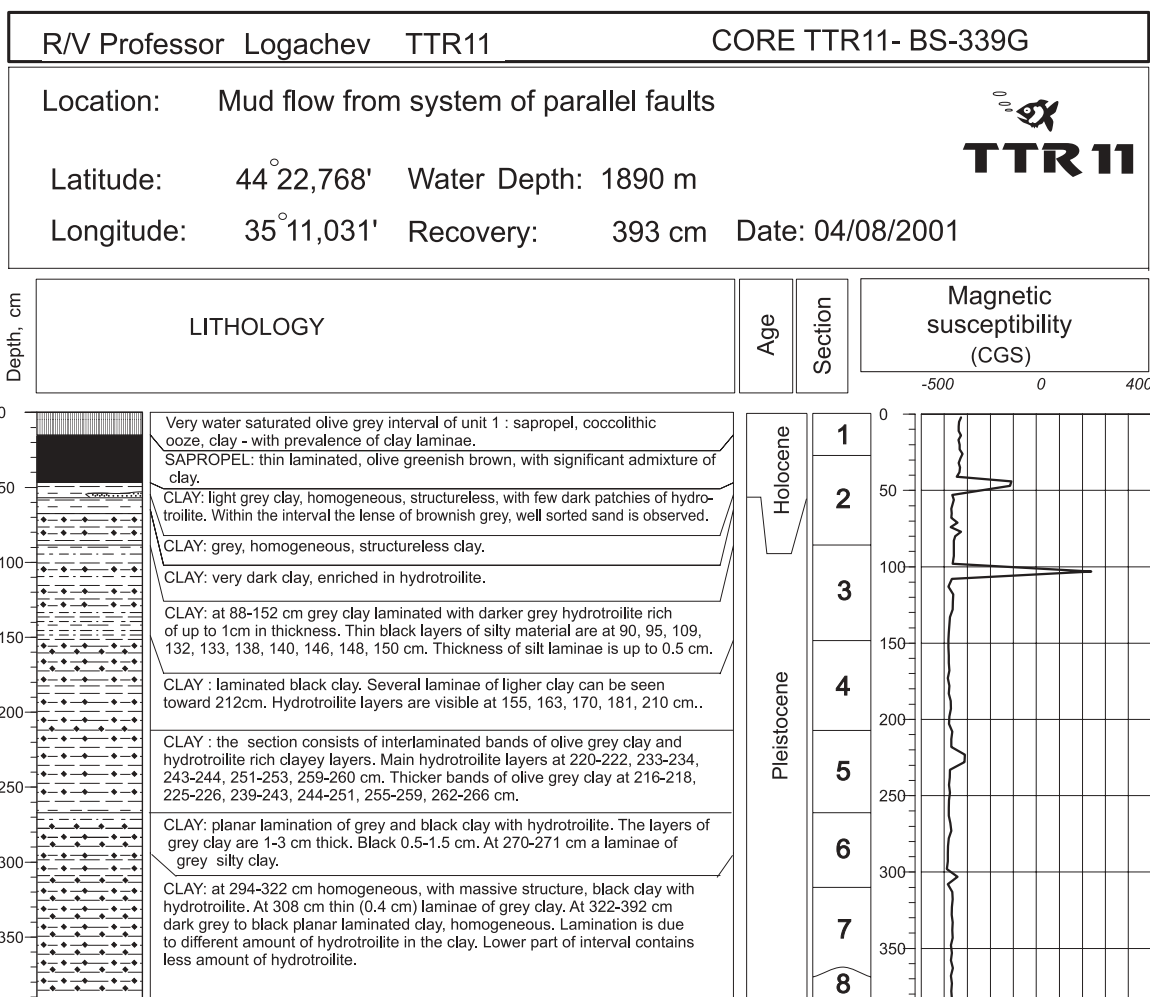 R/V Professor Logachev TTR11 CORE TTR11- BS-339G
Location: Mud flow from system of parallel faults
TTR 11
Latitude: 44°22,768' Water Depth: 1890 m
Longitude: 35°11,031' Recovery: 393 cm Date: 04/08/2001
Depth, cm
LITHOLOGY
Age
Section
Magnetic
susceptibility
(CGS)
-500 0 400
0
50
100
150
200
250
300
350
Very water saturated olive grey interval of unit 1 : sapropel, coccolithic
ooze, clay - with prevalence of clay laminae.
SAPROPEL: thin laminated, olive greenish brown, with significant admixture of
clay.
CLAY: light grey clay, homogeneous, structureless, with few dark patchies of hydro-
troilite. Within the interval the lense of brownish grey, well sorted sand is observed.
CLAY: grey, homogeneous, structureless clay.
CLAY: very dark clay, enriched in hydrotroilite.
CLAY: at 88-152 cm grey clay laminated with darker grey hydrotroilite rich
of up to 1cm in thickness. Thin black layers of silty material are at 90, 95, 109,
132, 133, 138, 140, 146, 148, 150 cm. Thickness of silt laminae is up to 0.5 cm.
CLAY : laminated black clay. Several laminae of ligher clay can be seen
toward 212cm. Hydrotroilite layers are visible at 155, 163, 170, 181, 210 cm..
CLAY : the section consists of interlaminated bands of olive grey clay and
hydrotroilite rich clayey layers. Main hydrotroilite layers at 220-222, 233-234,
243-244, 251-253, 259-260 cm. Thicker bands of olive grey clay at 216-218,
225-226, 239-243, 244-251, 255-259, 262-266 cm.
CLAY: planar lamination of grey and black clay with hydrotroilite. The layers of
grey clay are 1-3 cm thick. Black 0.5-1.5 cm. At 270-271 cm a laminae of
grey silty clay.
CLAY: at 294-322 cm homogeneous, with massive structure, black clay with
hydrotroilite. At 308 cm thin (0.4 cm) laminae of grey clay. At 322-392 cm
dark grey to black planar laminated clay, homogeneous. Lamination is due
to different amount of hydrotroilite in the clay. Lower part of interval contains
less amount of hydrotroilite.
Holocene
Pleistocene
1
2
3
4
5
6
7
8
0
50
100
150
200
250
300
350